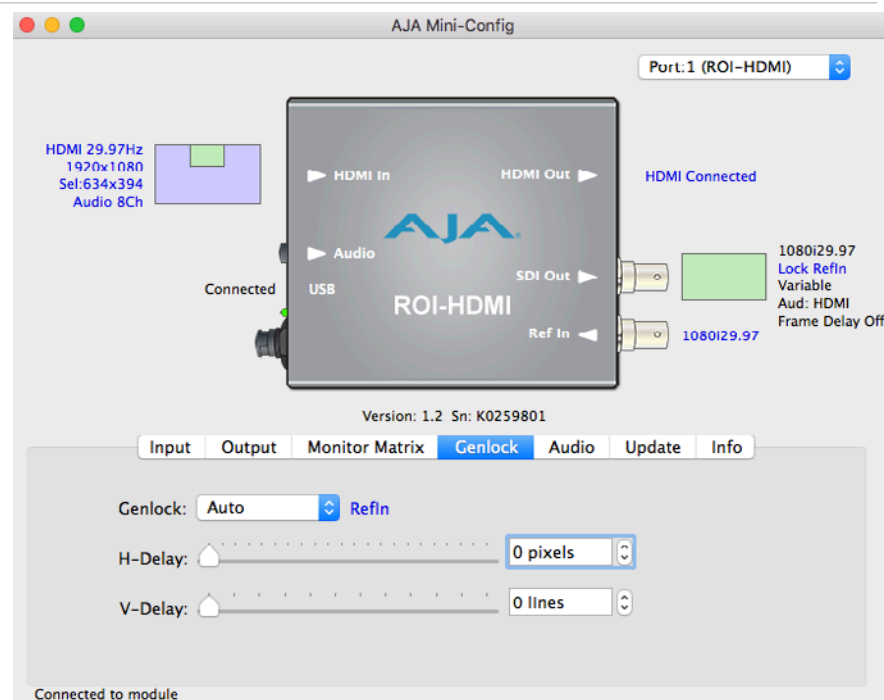 AJA Mini-Config
Port:1 (ROI-HDMI)
HDMI 29.97Hz
1920x1080
Sel:634x394
Audio 8Ch
HDMI In
HDMI Out
HDMI Connected
AJA
Audio
Connected
USB
SDI Out
ROI-HDMI
Ref In
1080i29.97
Lock RefIn
Variable
Aud: HDMI
Frame Delay Off
1080i29.97
Version: 1.2 Sn: K0259801
Input Output Monitor Matrix Genlock Audio Update Info
Genlock: Auto RefIn
H-Delay: 0 pixels
V-Delay: 0 lines
Connected to module